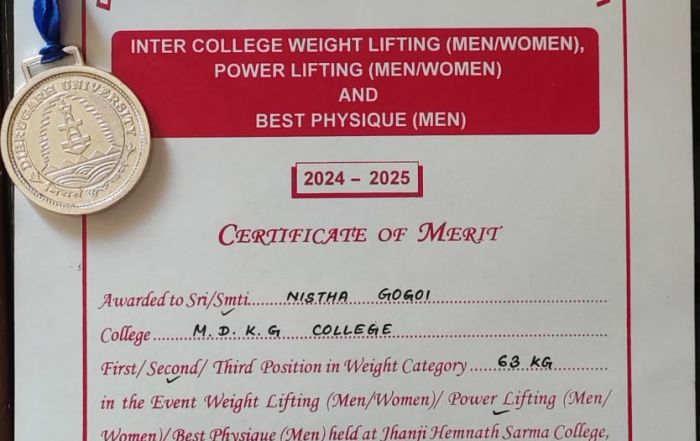 INTER COLLEGE WEIGHT LIFTING (MEN/WOMEN),
POWER LIFTING (MEN/WOMEN)
AND
BEST PHYSIQUE (MEN)
DIBRUGARH UNIVERSITY
2024 – 2025
CERTIFICATE OF MERIT
Awarded to Sri/Smti..... NISTHA GOGOI
College ..... M. D. K. G COLLEGE
First/ Second/ Third Position in Weight Category ..... 63 KG
in the Event Weight Lifting (Men/Women)/ Power Lifting (Men/
Women)/ Best Physique (Men) held at Jhanji Hemnath Sarma College,